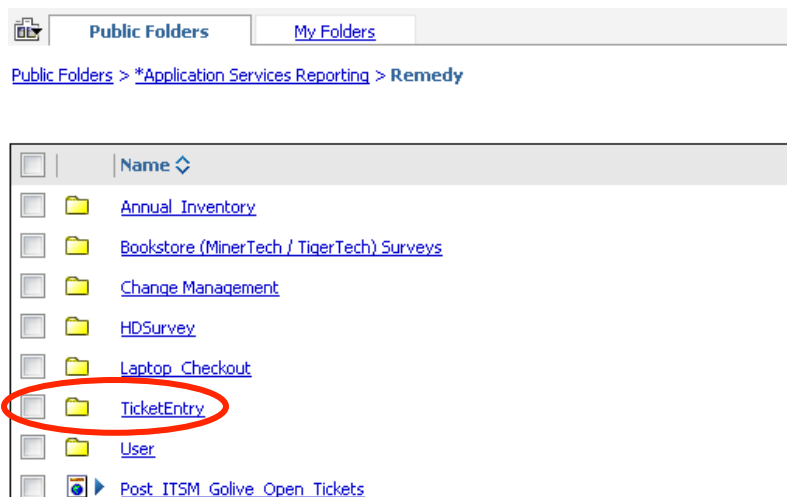 Public Folders My Folders
Public Folders > *Application Services Reporting > Remedy
Name
Annual_Inventory
Bookstore (MinerTech / TigerTech) Surveys
Change Management
HDSurvey
Laptop_Checkout
TicketEntry
User
Post_ITSM_Golive_Open_Tickets